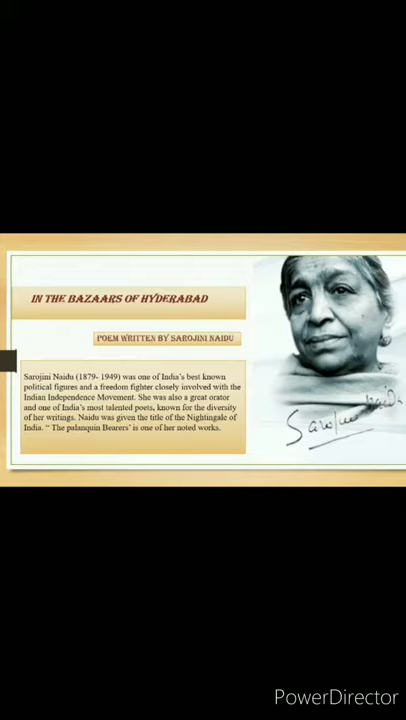 IN THE BAZAARS OF HYDERABAD
POEM WRITTEN BY SAROJINI NAIDU
Sarojini Naidu (1879- 1949) was one of India's best known
political figures and a freedom fighter closely involved with the
Indian Independence Movement. She was also a great orator
and one of India's most talented poets, known for the diversity
of her writings. Naidu was given the title of the Nightingale of
India. “ The palanquin Bearers' is one of her noted works.
Sarojini Naidu
PowerDirector